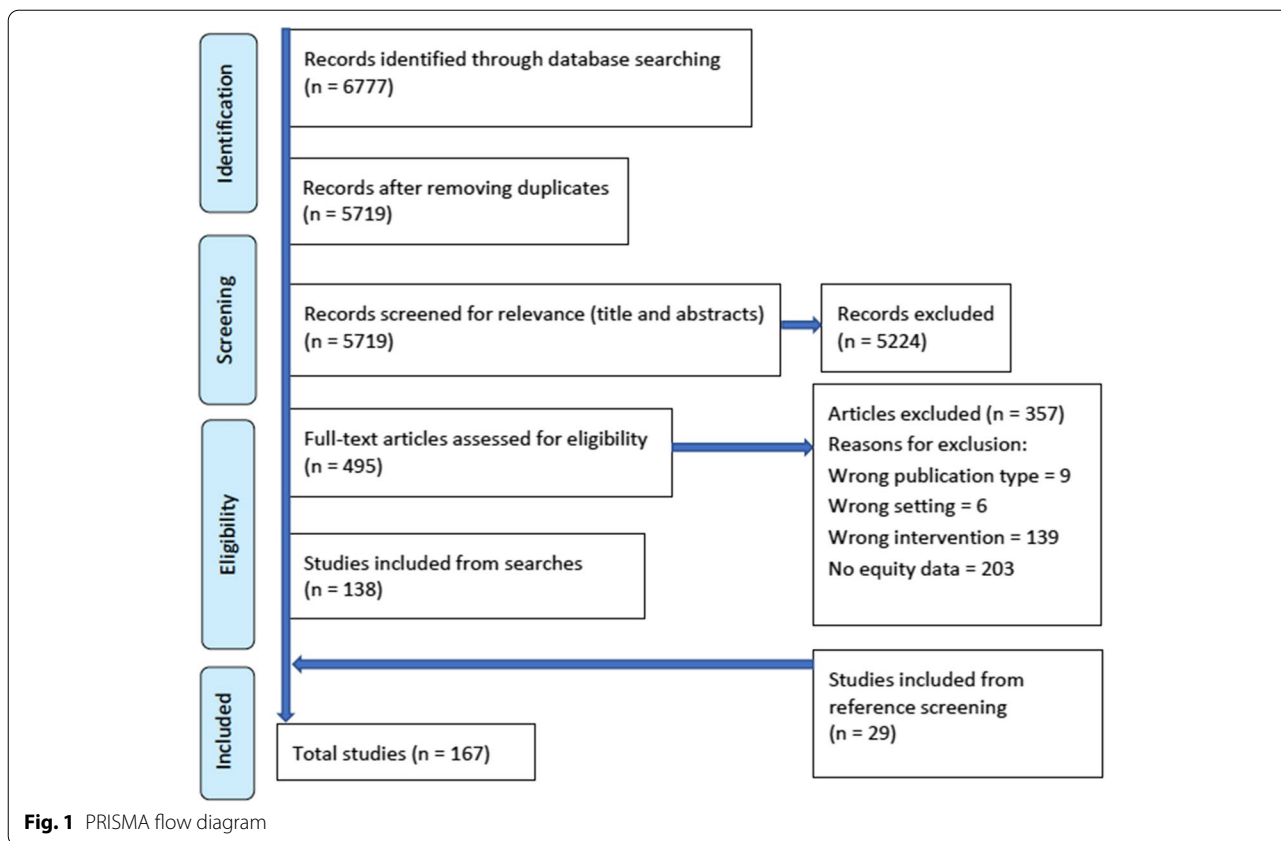 Identification
Records identified through database searching
(n = 6777)
Records after removing duplicates
(n = 5719)
Screening
Records screened for relevance (title and abstracts)
(n = 5719)
Records excluded
(n = 5224)
Eligibility
Full-text articles assessed for eligibility
(n = 495)
Articles excluded (n = 357)
Reasons for exclusion:
Wrong publication type = 9
Wrong setting = 6
Wrong intervention = 139
No equity data = 203
Studies included from searches
(n = 138)
Included
Studies included from
reference screening
(n = 29)
Total studies (n = 167)
Fig. 1 PRISMA flow diagram